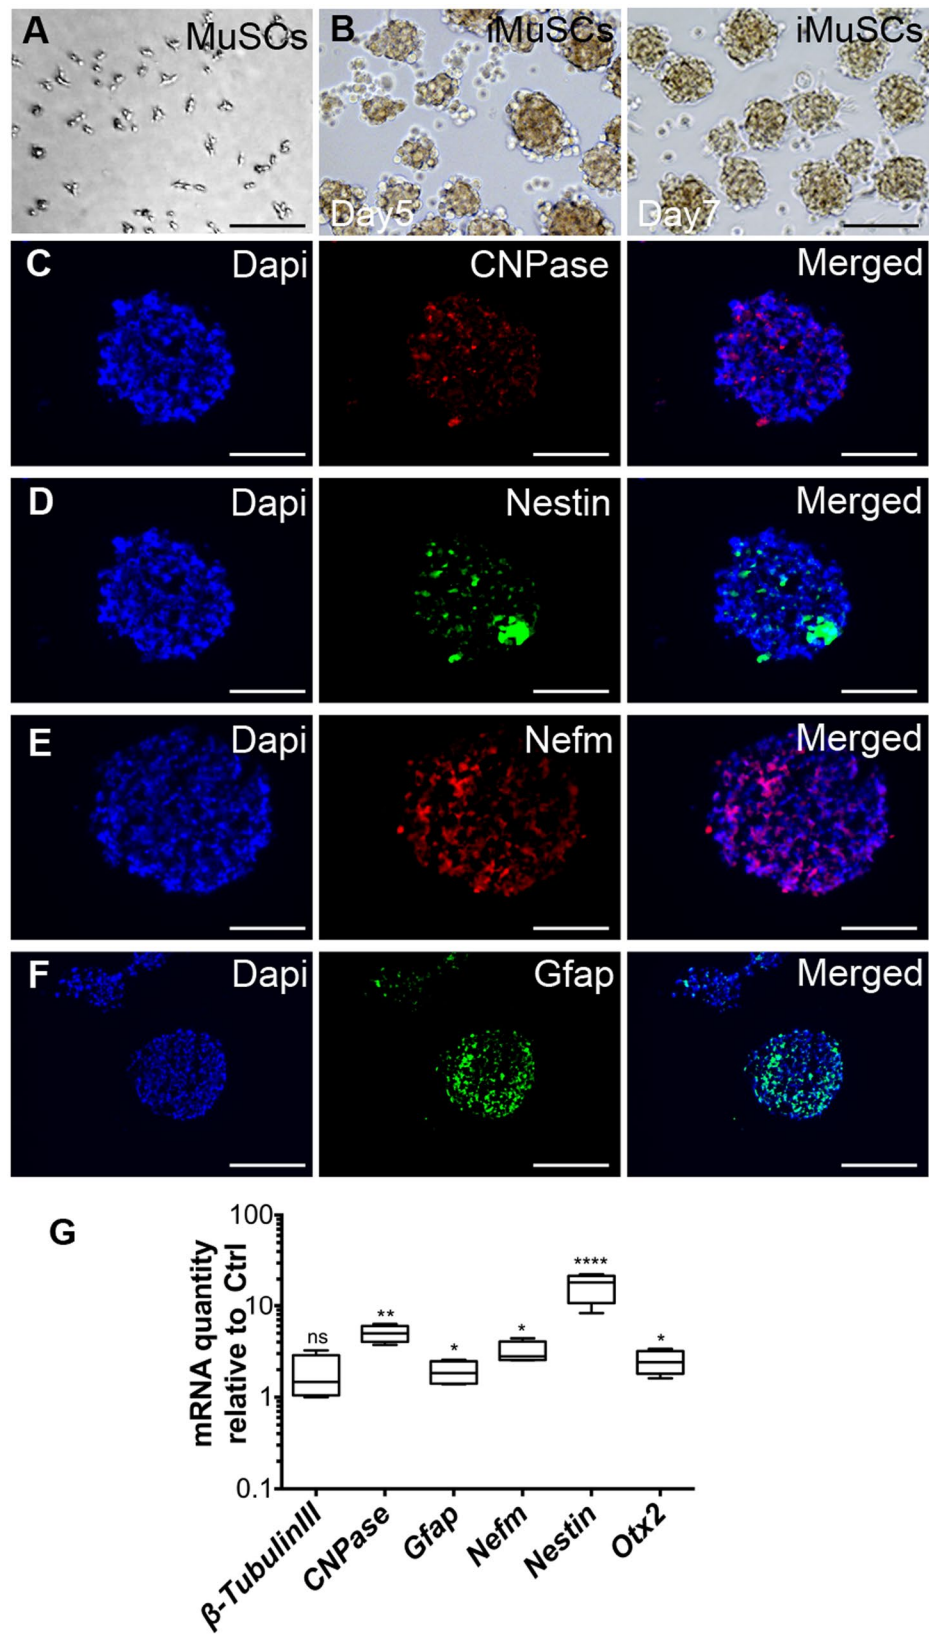 A MuSCs
B iMuSCs
Day5
iMuSCs
Day7
C Dapi
CNPase
Merged
D Dapi
Nestin
Merged
E Dapi
Nefm
Merged
F Dapi
Gfap
Merged
G
mRNA quantity
relative to Ctrl
100
10
1
0.1
ns
**
*
*
****
*
β-TubulinIII
CNPase
Gfap
Nefm
Nestin
Otx2